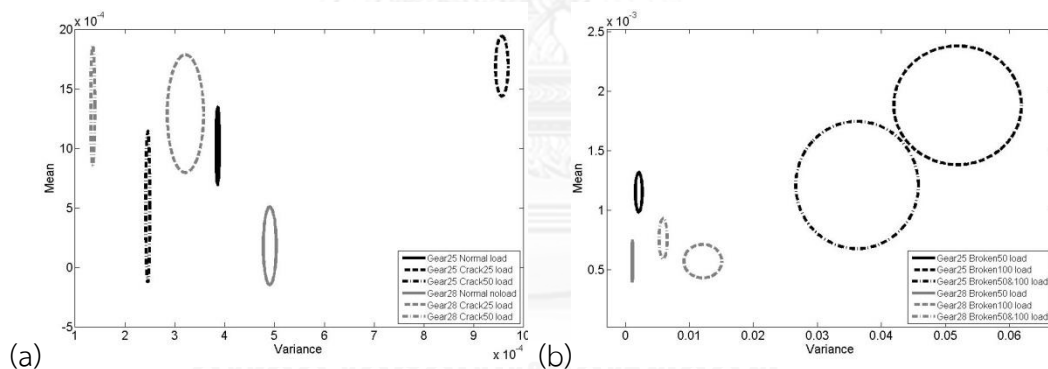 (a)
x 10⁻⁴
20
15
10
5
0
-5
Mean
1 2 3 4 5 6 7 8 9 10
Variance
x 10⁻⁴
Gear25 Normal load
Gear25 Crack25 load
Gear25 Crack50 load
Gear28 Normal noload
Gear28 Crack25 load
Gear28 Crack50 load
(b)
x 10⁻³
2.5
2
1.5
1
0.5
Mean
0 0.01 0.02 0.03 0.04 0.05 0.06
Variance
Gear25 Broken50 load
Gear25 Broken100 load
Gear25 Broken50&100 load
Gear28 Broken50 load
Gear28 Broken100 load
Gear28 Broken50&100 load